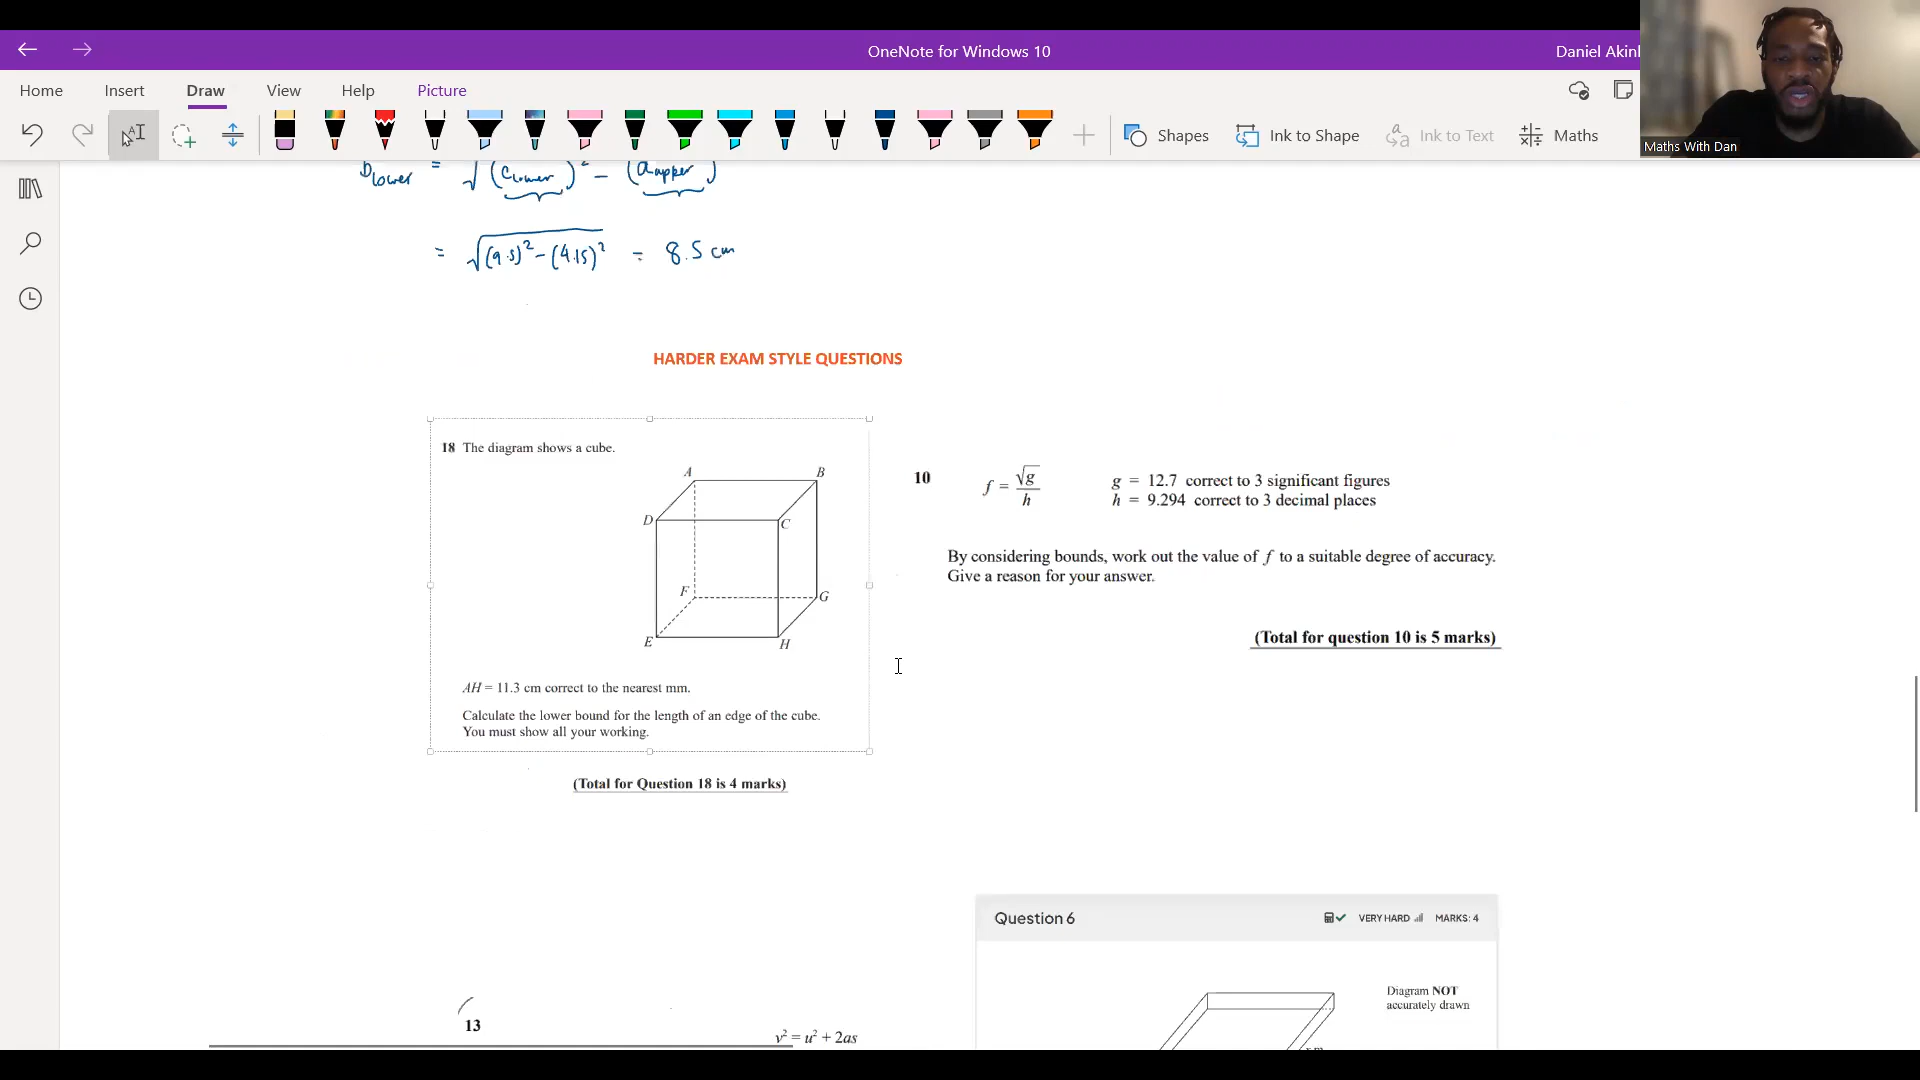 OneNote for Windows 10
Daniel Akinl
Home Insert Draw View Help Picture
Shapes Ink to Shape Ink to Text Maths
Maths With Dan
b lower = √(c lower)² − (a upper)
= √(9.5)² − (4.15)² = 8.5 cm
HARDER EXAM STYLE QUESTIONS
18 The diagram shows a cube.
A B
D C
F G
E H
AH = 11.3 cm correct to the nearest mm.
Calculate the lower bound for the length of an edge of the cube.
You must show all your working.
(Total for Question 18 is 4 marks)
10 f = √g / h
g = 12.7 correct to 3 significant figures
h = 9.294 correct to 3 decimal places
By considering bounds, work out the value of f to a suitable degree of accuracy.
Give a reason for your answer.
(Total for question 10 is 5 marks)
Question 6 VERY HARD MARKS: 4
Diagram NOT
accurately drawn
13
v² = u² + 2as